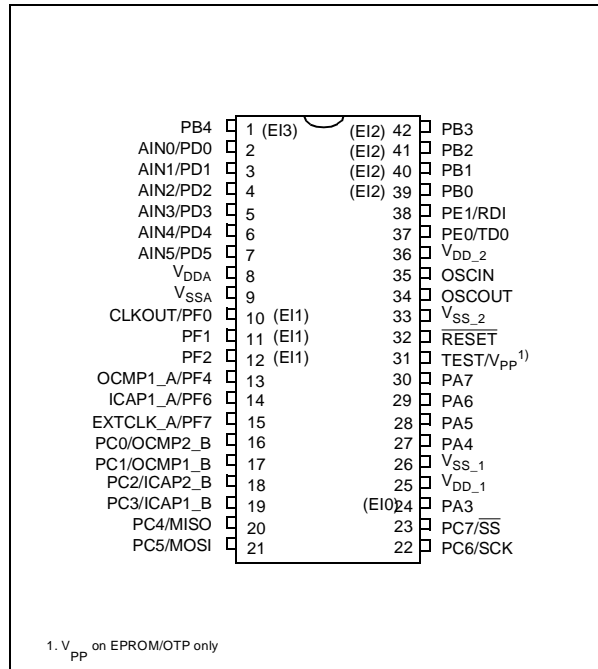 PB4 1 (EI3) (EI2) 42 PB3
AIN0/PD0 2 (EI2) 41 PB2
AIN1/PD1 3 (EI2) 40 PB1
AIN2/PD2 4 (EI2) 39 PB0
AIN3/PD3 5 38 PE1/RDI
AIN4/PD4 6 37 PE0/TD0
AIN5/PD5 7 36 VDD_2
VDDA 8 35 OSCIN
VSSA 9 34 OSCOUT
CLKOUT/PF0 10 (EI1) 33 VSS_2
PF1 11 (EI1) 32 RESET
PF2 12 (EI1) 31 TEST/VPP1)
OCMP1_A/PF4 13 30 PA7
ICAP1_A/PF6 14 29 PA6
EXTCLK_A/PF7 15 28 PA5
PC0/OCMP2_B 16 27 PA4
PC1/OCMP1_B 17 26 VSS_1
PC2/ICAP2_B 18 25 VDD_1
PC3/ICAP1_B 19 (EI0) 24 PA3
PC4/MISO 20 23 PC7/SS
PC5/MOSI 21 22 PC6/SCK
1. VPP on EPROM/OTP only